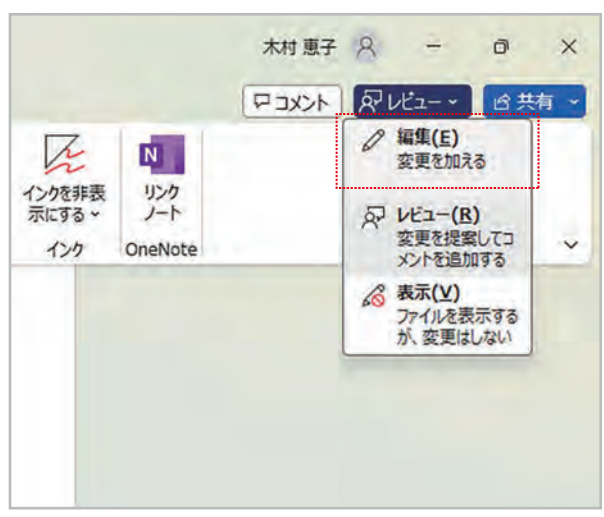 木村 恵子
コメント
レビュー
共有
編集(E)
変更を加える
インクを非表
示にする
N
リンク
ノート
レビュー(R)
変更を提案してコ
メントを追加する
インク
OneNote
表示(V)
ファイルを表示する
が、変更はしない